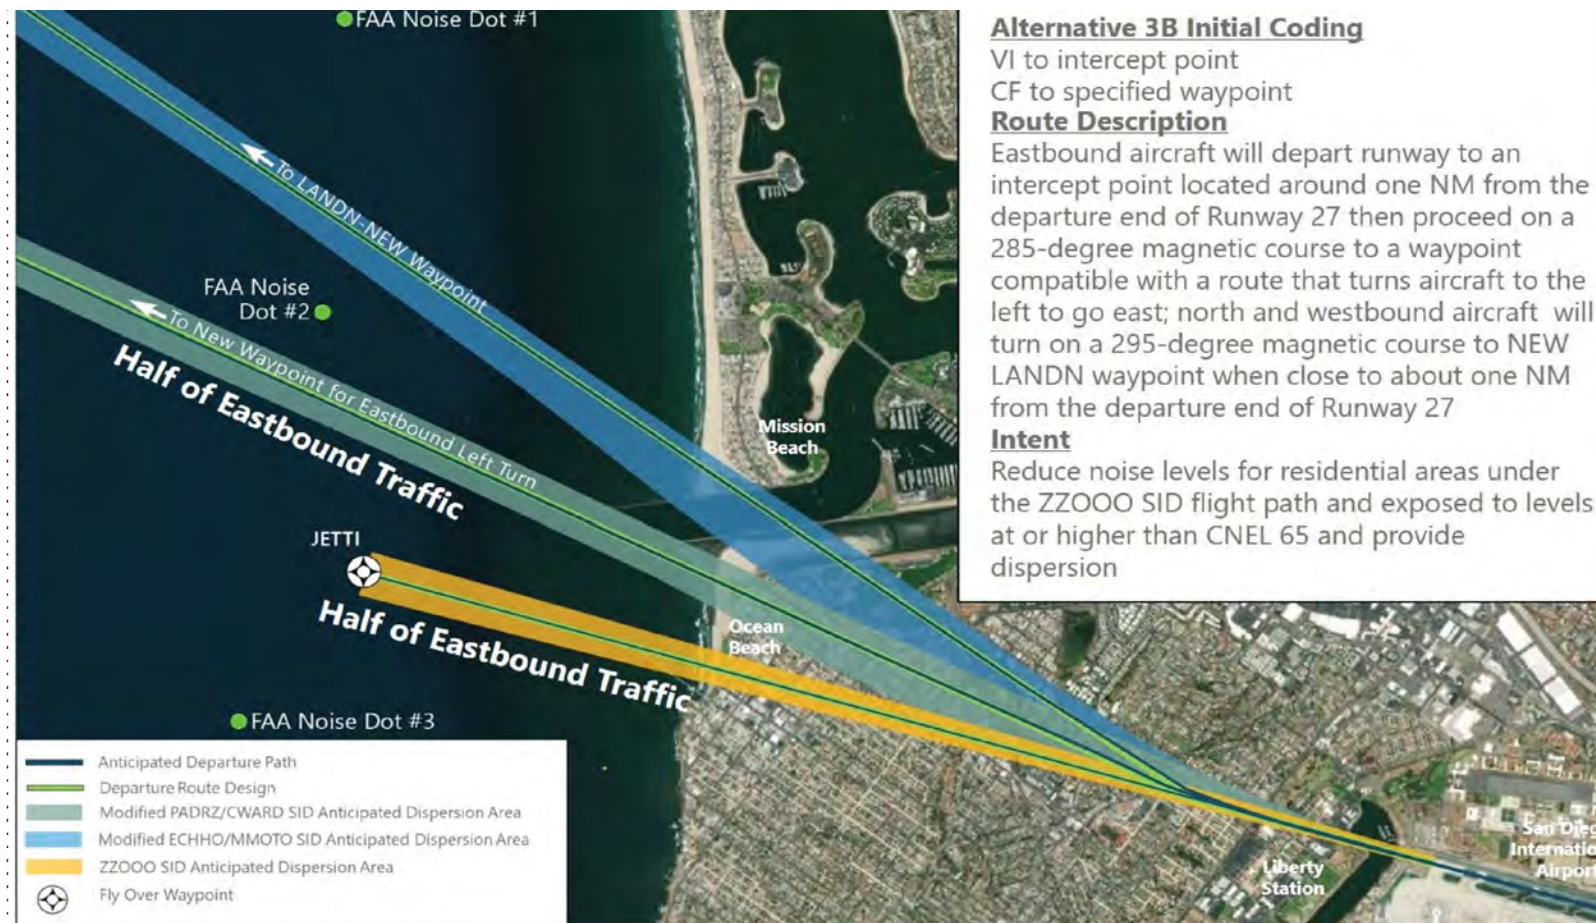 FAA Noise Dot #1
To LANDN-NEW Waypoint
FAA Noise
Dot #2
To New Waypoint for Eastbound Left Turn
Half of Eastbound Traffic
JETTI
Half of Eastbound Traffic
Mission
Beach
Ocean
Beach
FAA Noise Dot #3
Liberty
Station
San Dieg
Internatio
Airport
Anticipated Departure Path
Departure Route Design
Modified PADRZ/CWARD SID Anticipated Dispersion Area
Modified ECHHO/MMOTO SID Anticipated Dispersion Area
ZZOOO SID Anticipated Dispersion Area
Fly Over Waypoint
Alternative 3B Initial Coding
VI to intercept point
CF to specified waypoint
Route Description
Eastbound aircraft will depart runway to an
intercept point located around one NM from the
departure end of Runway 27 then proceed on a
285-degree magnetic course to a waypoint
compatible with a route that turns aircraft to the
left to go east; north and westbound aircraft will
turn on a 295-degree magnetic course to NEW
LANDN waypoint when close to about one NM
from the departure end of Runway 27
Intent
Reduce noise levels for residential areas under
the ZZOOO SID flight path and exposed to levels
at or higher than CNEL 65 and provide
dispersion